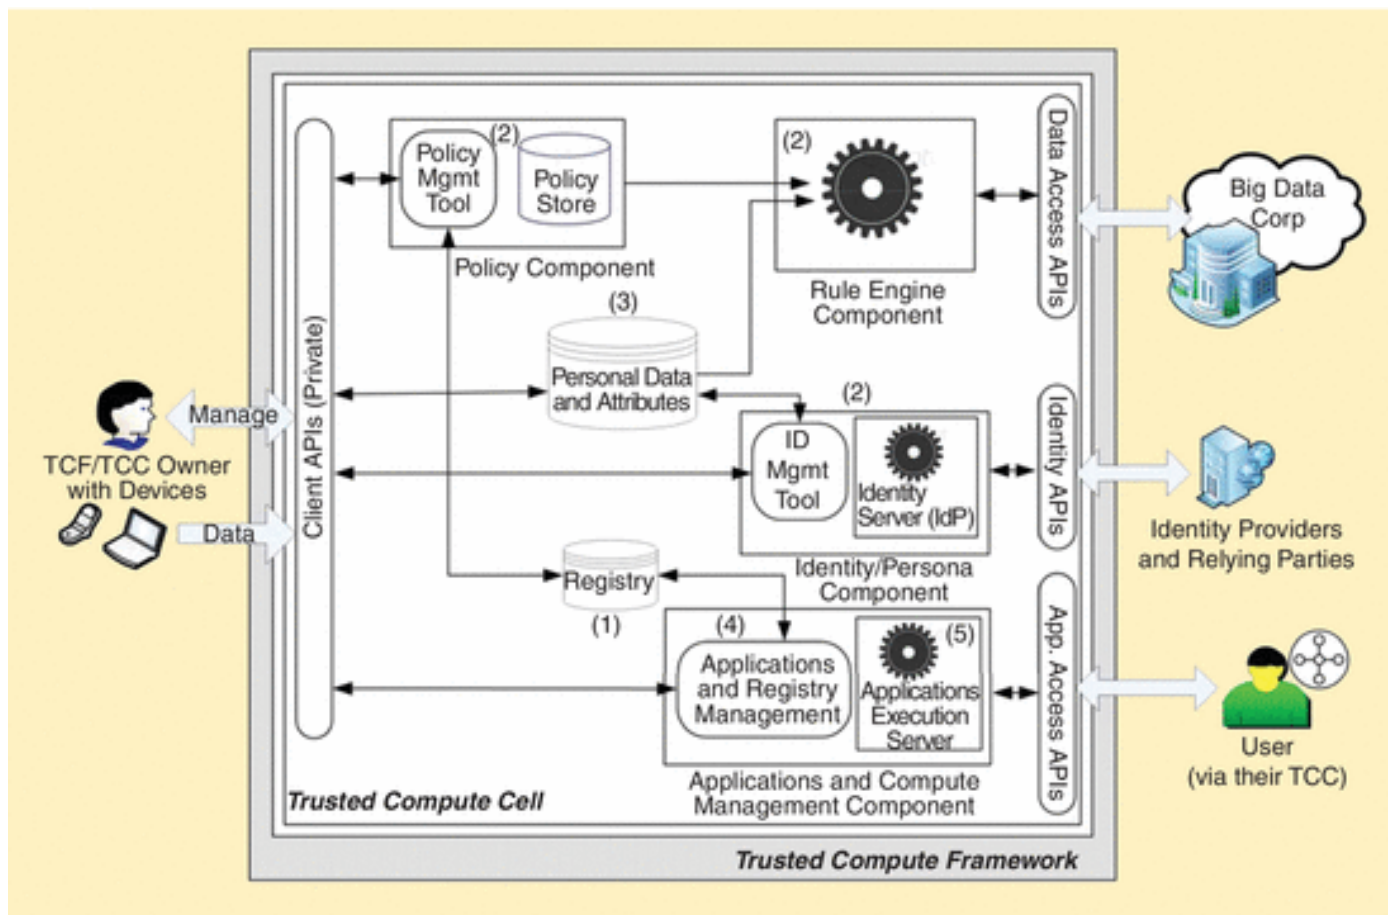 (2)
Policy
Mgmt
Tool
Policy
Store
Policy Component
(2)
Rule Engine
Component
Data Access APIs
Big Data
Corp
(3)
Personal Data
and Attributes
Client APIs (Private)
Manage
TCF/TCC Owner
with Devices
Data
(2)
ID
Mgmt
Tool
Identity
Server (IdP)
Identity/Persona
Component
Identity APIs
Identity Providers
and Relying Parties
Registry
(1)
(4)
Applications
and Registry
Management
(5)
Applications
Execution
Server
Applications and Compute
Management Component
App. Access APIs
User
(via their TCC)
Trusted Compute Cell
Trusted Compute Framework